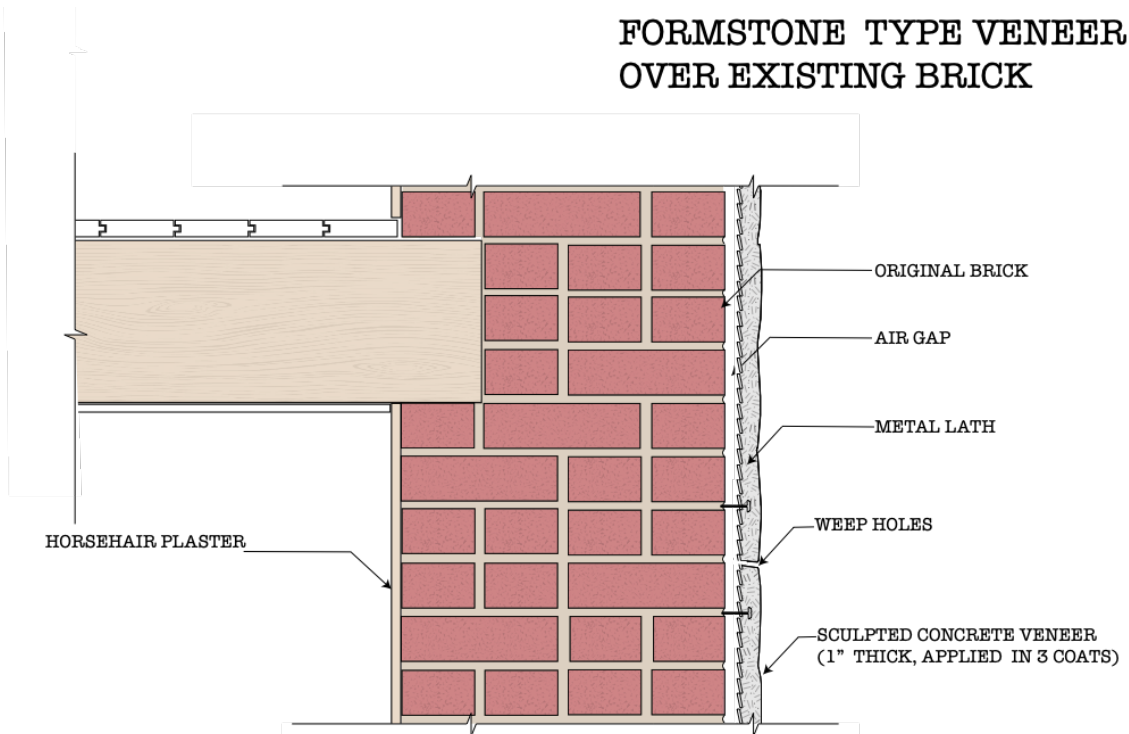 FORMSTONE TYPE VENEER
OVER EXISTING BRICK
ORIGINAL BRICK
AIR GAP
METAL LATH
WEEP HOLES
HORSEHAIR PLASTER
SCULPTED CONCRETE VENEER
(1" THICK, APPLIED IN 3 COATS)